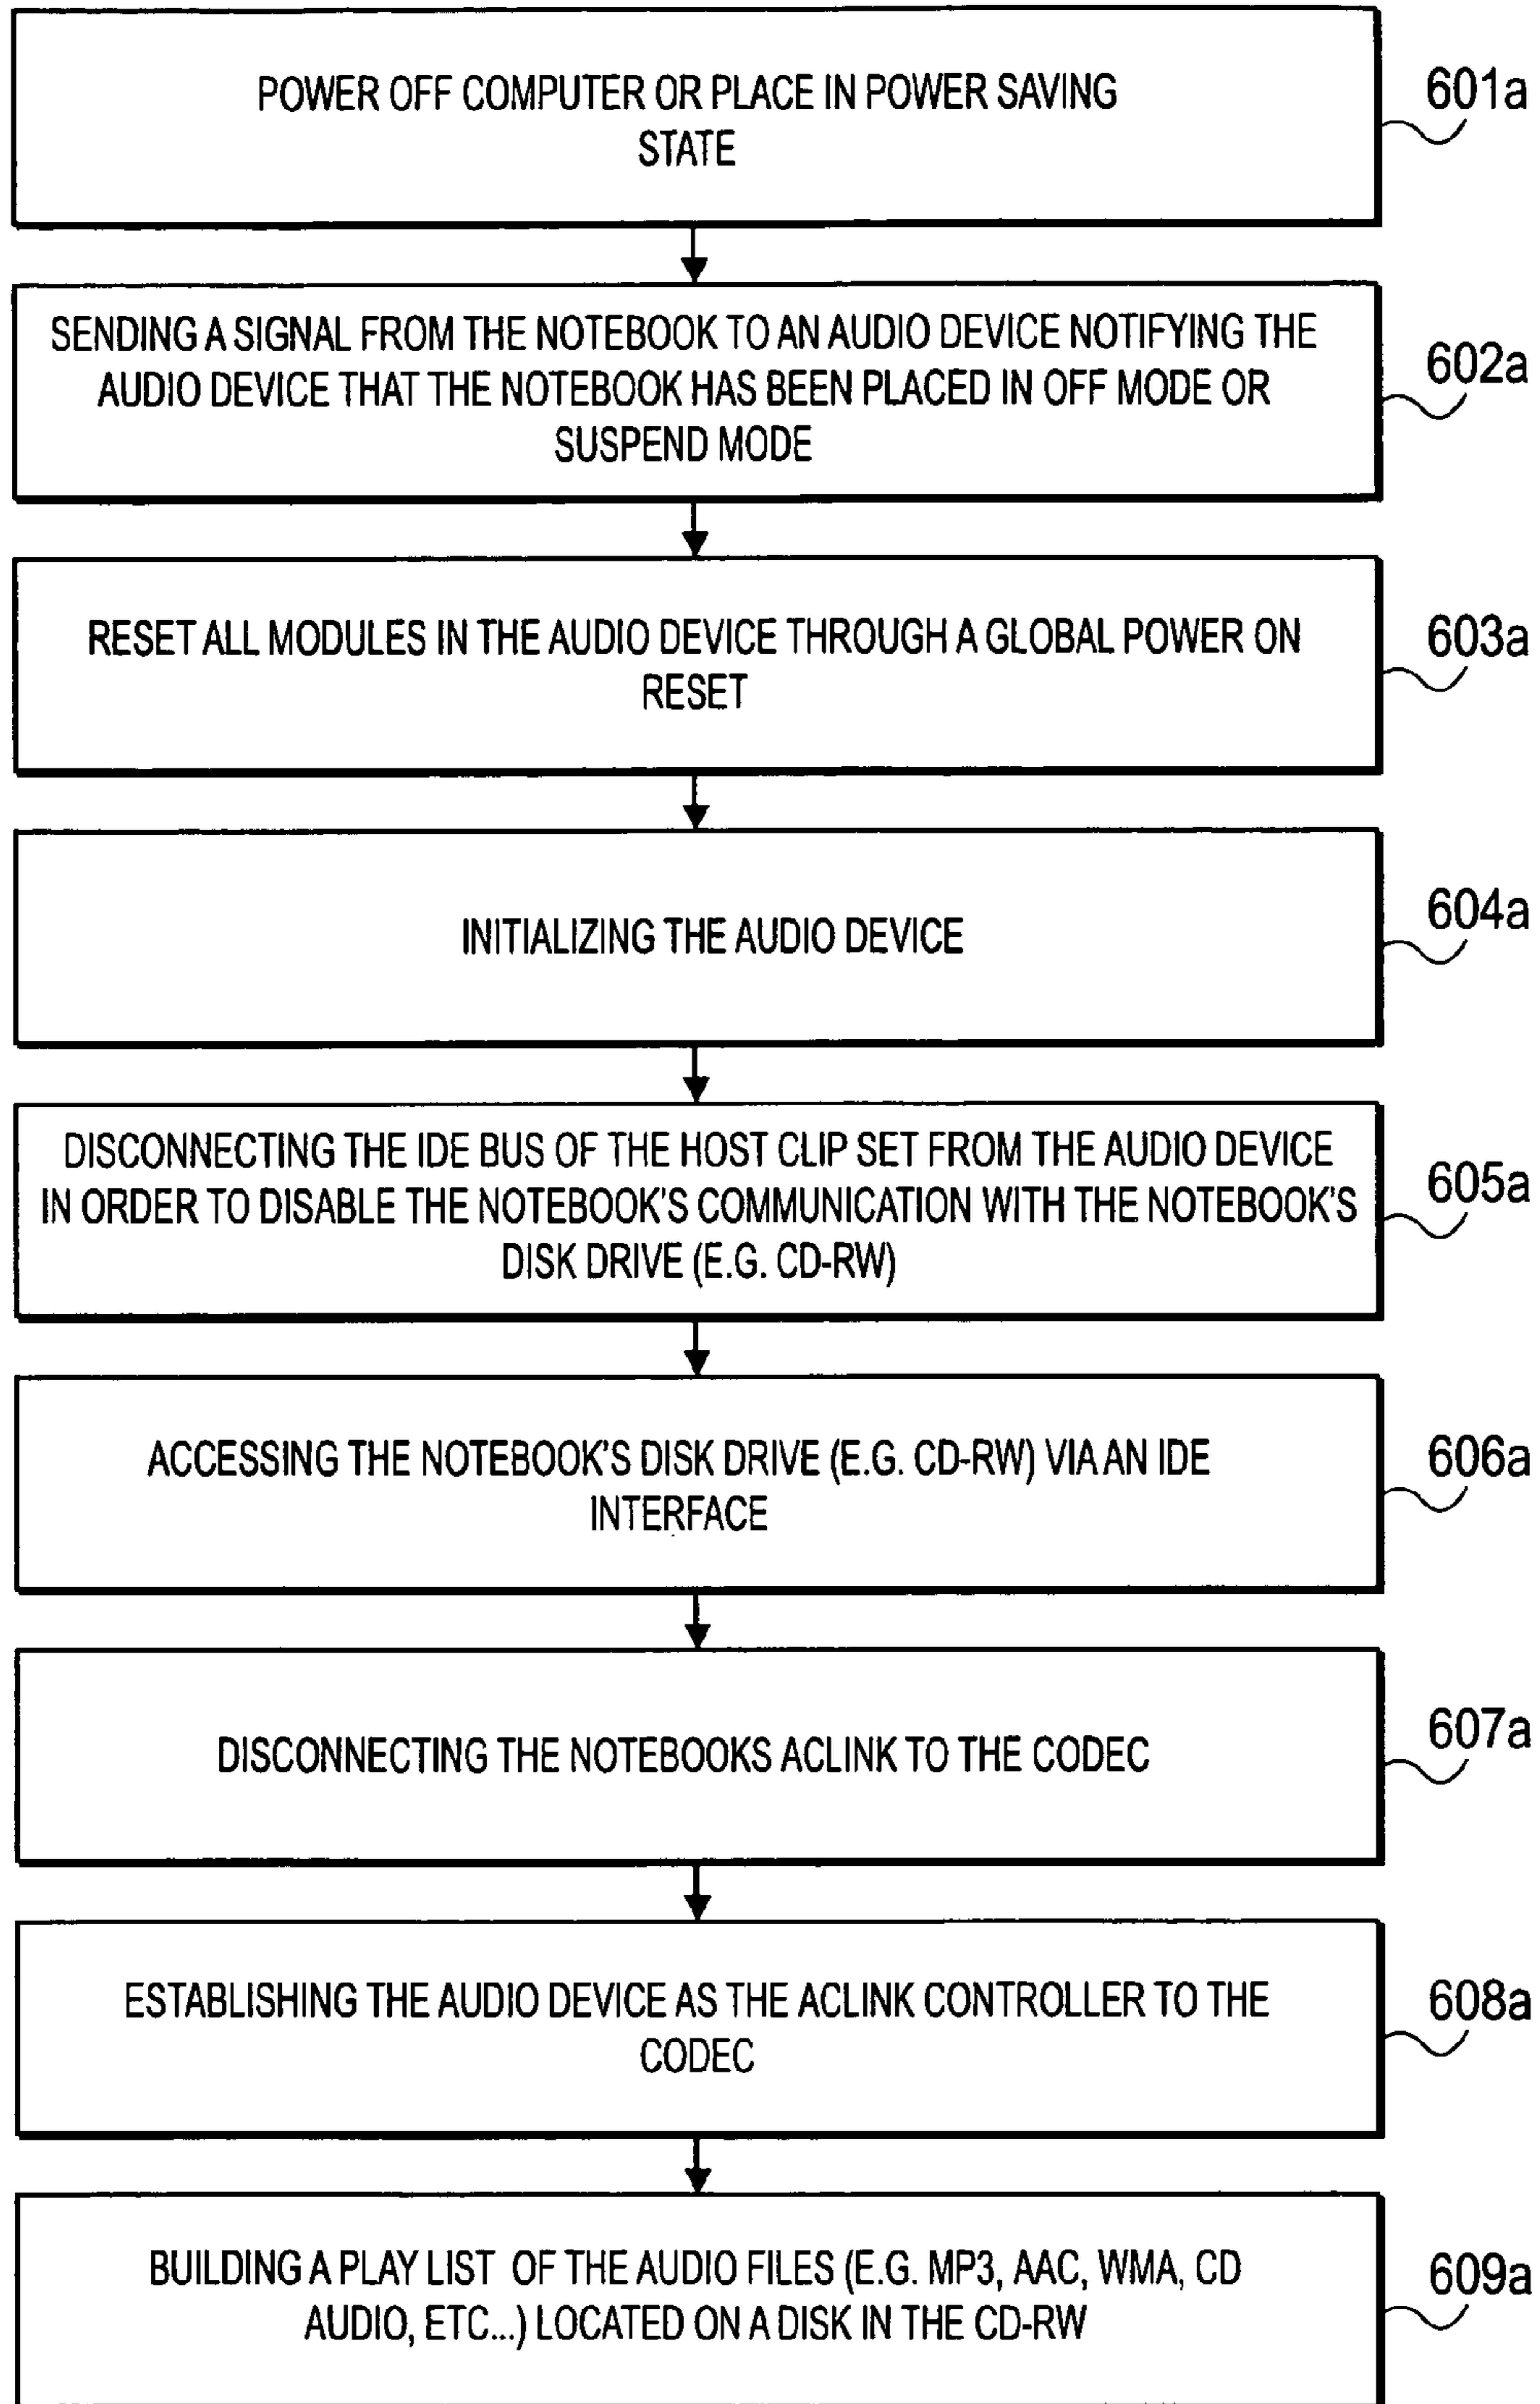 POWER OFF COMPUTER OR PLACE IN POWER SAVING
STATE
601a
SENDING A SIGNAL FROM THE NOTEBOOK TO AN AUDIO DEVICE NOTIFYING THE
AUDIO DEVICE THAT THE NOTEBOOK HAS BEEN PLACED IN OFF MODE OR
SUSPEND MODE
602a
RESET ALL MODULES IN THE AUDIO DEVICE THROUGH A GLOBAL POWER ON
RESET
603a
INITIALIZING THE AUDIO DEVICE
604a
DISCONNECTING THE IDE BUS OF THE HOST CLIP SET FROM THE AUDIO DEVICE
IN ORDER TO DISABLE THE NOTEBOOK'S COMMUNICATION WITH THE NOTEBOOK'S
DISK DRIVE (E.G. CD-RW)
605a
ACCESSING THE NOTEBOOK'S DISK DRIVE (E.G. CD-RW) VIA AN IDE
INTERFACE
606a
DISCONNECTING THE NOTEBOOKS ACLINK TO THE CODEC
607a
ESTABLISHING THE AUDIO DEVICE AS THE ACLINK CONTROLLER TO THE
CODEC
608a
BUILDING A PLAY LIST OF THE AUDIO FILES (E.G. MP3, AAC, WMA, CD
AUDIO, ETC...) LOCATED ON A DISK IN THE CD-RW
609a